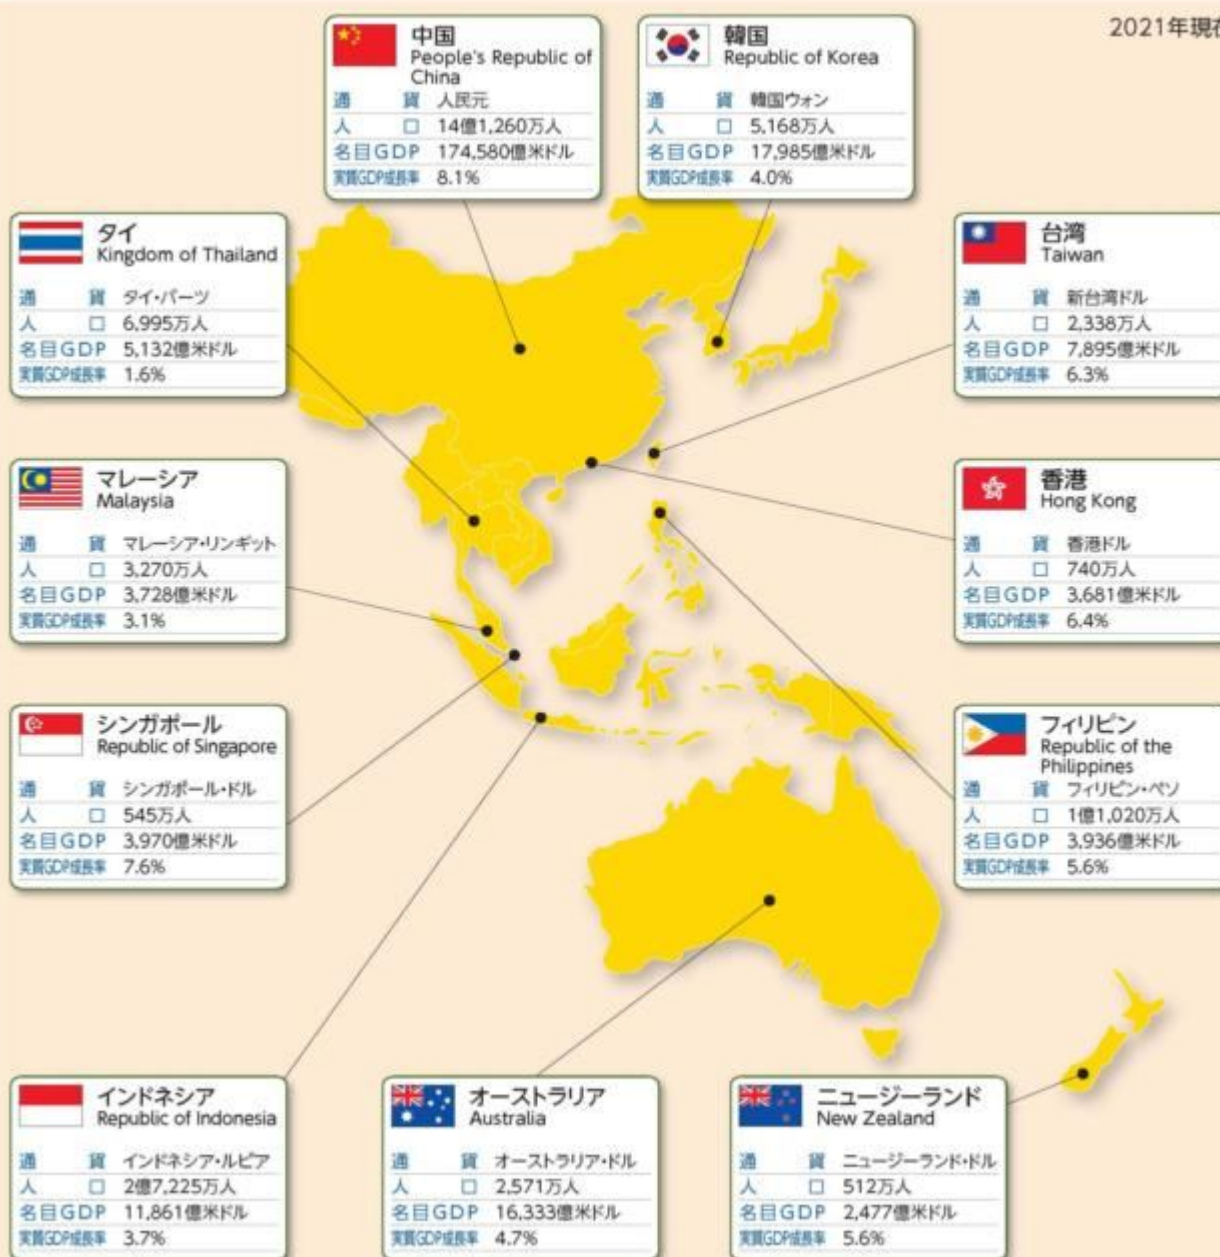 2021年現在
中国
People's Republic of
China
通貨 人民元
人口 14億1,260万人
名目GDP 174,580億米ドル
実質GDP成長率 8.1%
韓国
Republic of Korea
通貨 韓国ウォン
人口 5,168万人
名目GDP 17,985億米ドル
実質GDP成長率 4.0%
タイ
Kingdom of Thailand
通貨 タイ・バーツ
人口 6,995万人
名目GDP 5,132億米ドル
実質GDP成長率 1.6%
台湾
Taiwan
通貨 新台湾ドル
人口 2,338万人
名目GDP 7,895億米ドル
実質GDP成長率 6.3%
マレーシア
Malaysia
通貨 マレーシア・リンギット
人口 3,270万人
名目GDP 3,728億米ドル
実質GDP成長率 3.1%
香港
Hong Kong
通貨 香港ドル
人口 740万人
名目GDP 3,681億米ドル
実質GDP成長率 6.4%
シンガポール
Republic of Singapore
通貨 シンガポール・ドル
人口 545万人
名目GDP 3,970億米ドル
実質GDP成長率 7.6%
フィリピン
Republic of the
Philippines
通貨 フィリピン・ペソ
人口 1億1,020万人
名目GDP 3,936億米ドル
実質GDP成長率 5.6%
インドネシア
Republic of Indonesia
通貨 インドネシア・ルピア
人口 2億7,225万人
名目GDP 11,861億米ドル
実質GDP成長率 3.7%
オーストラリア
Australia
通貨 オーストラリア・ドル
人口 2,571万人
名目GDP 16,333億米ドル
実質GDP成長率 4.7%
ニュージーランド
New Zealand
通貨 ニュージーランド・ドル
人口 512万人
名目GDP 2,477億米ドル
実質GDP成長率 5.6%